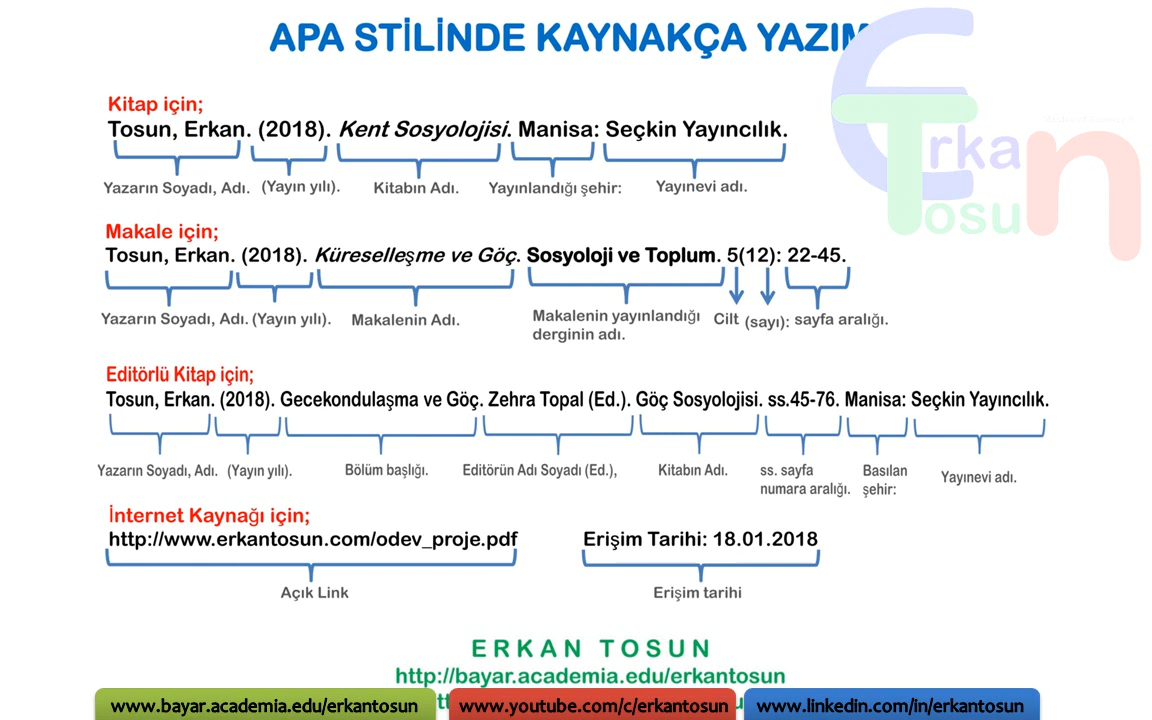 APA STİLİNDE KAYNAKÇA YAZIM
Erkan
Tosun
Kitap için;
Tosun, Erkan. (2018). Kent Sosyolojisi. Manisa: Seçkin Yayıncılık.
Yazarın Soyadı, Adı. (Yayın yılı). Kitabın Adı. Yayınlandığı şehir: Yayınevi adı.
Makale için;
Tosun, Erkan. (2018). Küreselleşme ve Göç. Sosyoloji ve Toplum. 5(12): 22-45.
Yazarın Soyadı, Adı. (Yayın yılı). Makalenin Adı. Makalenin yayınlandığı Cilt (sayı): sayfa aralığı.
derginin adı.
Editörlü Kitap için;
Tosun, Erkan. (2018). Gecekondulaşma ve Göç. Zehra Topal (Ed.). Göç Sosyolojisi. ss.45-76. Manisa: Seçkin Yayıncılık.
Yazarın Soyadı, Adı. (Yayın yılı). Bölüm başlığı. Editörün Adı Soyadı (Ed.), Kitabın Adı. ss. sayfa Basılan Yayınevi adı.
numara aralığı. şehir:
İnternet Kaynağı için;
http://www.erkantosun.com/odev_proje.pdf Erişim Tarihi: 18.01.2018
Açık Link Erişim tarihi
ERKAN TOSUN
http://bayar.academia.edu/erkantosun
www.bayar.academia.edu/erkantosun www.youtube.com/c/erkantosun www.linkedin.com/in/erkantosun